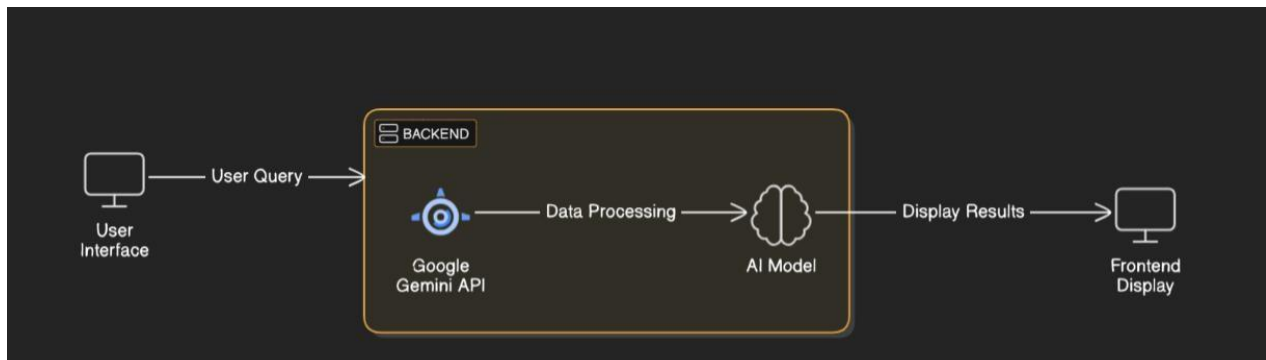 BACKEND
User Query
Data Processing
Display Results
User
Interface
Google
Gemini API
AI Model
Frontend
Display